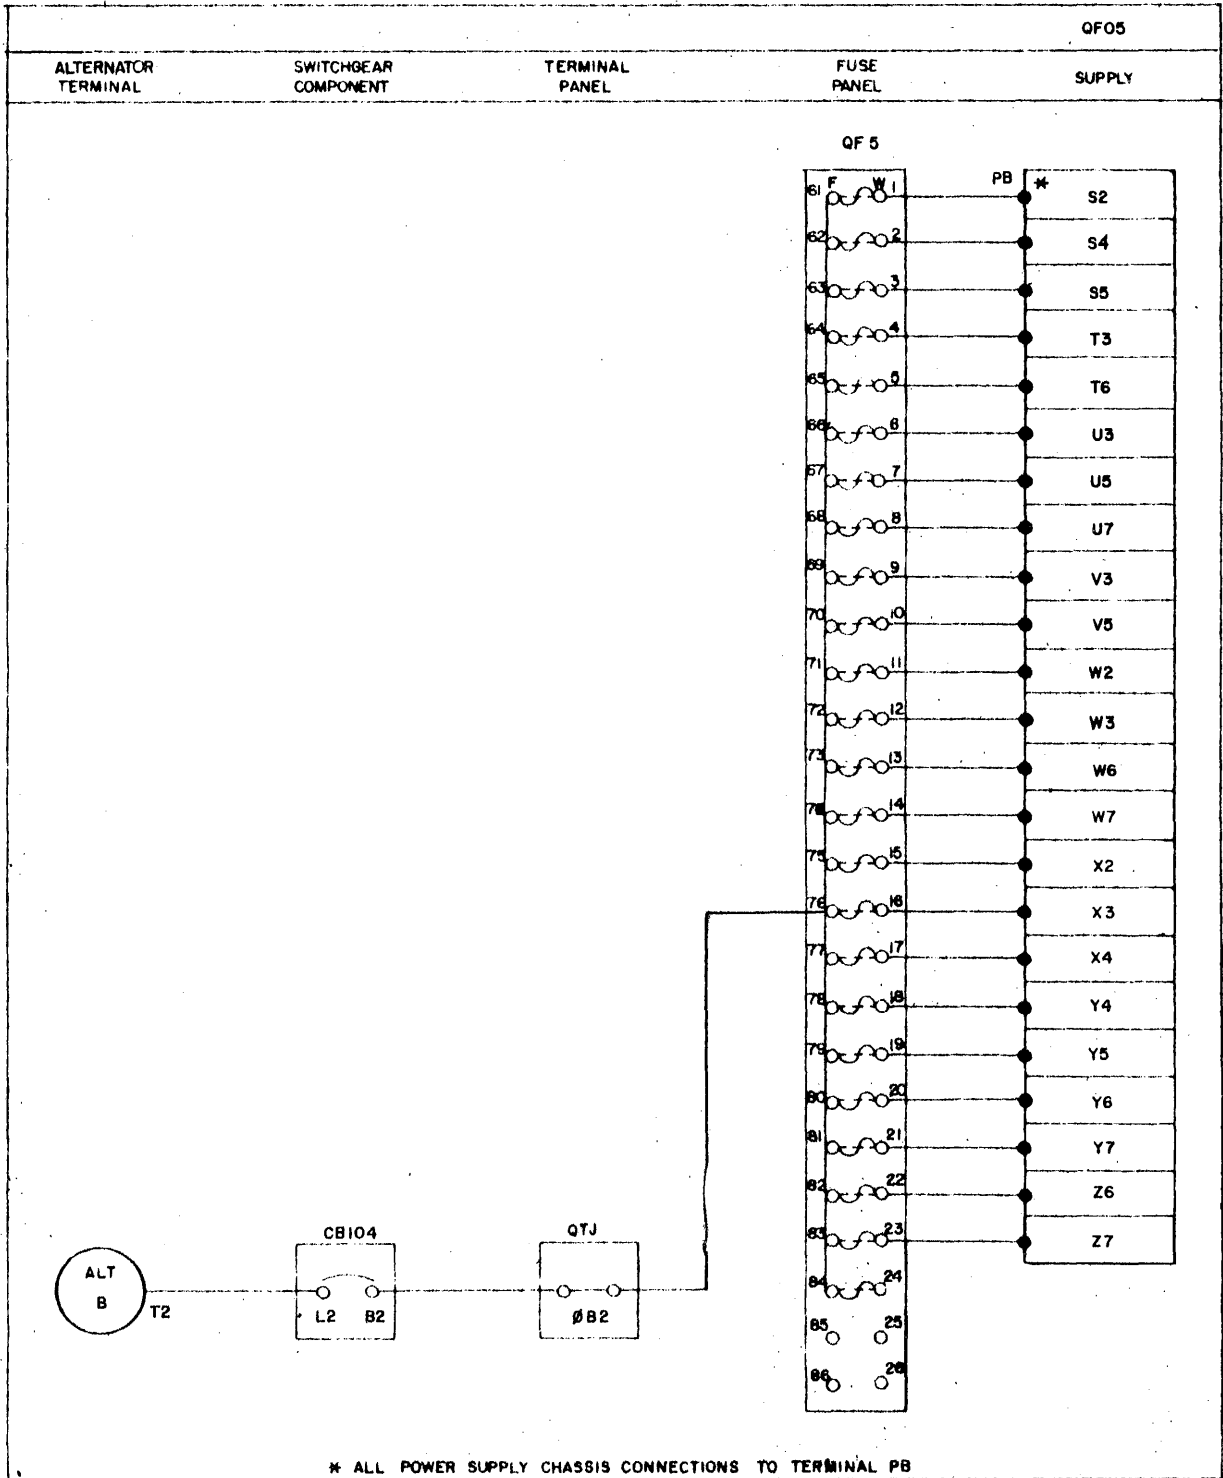 QF05
ALTERNATOR TERMINAL
SWITCHGEAR COMPONENT
TERMINAL PANEL
FUSE PANEL
SUPPLY
QF 5
F W
PB *
61 1 S2
62 2 S4
63 3 S5
64 4 T3
65 5 T6
66 6 U3
67 7 U5
68 8 U7
69 9 V3
70 10 V5
71 11 W2
72 12 W3
73 13 W6
74 14 W7
75 15 X2
76 16 X3
77 17 X4
78 18 Y4
79 19 Y5
80 20 Y6
81 21 Y7
82 22 Z6
83 23 Z7
84 24
85 25
86 26
ALT
B
T2
CB104
L2 B2
QTJ
ØB2
* ALL POWER SUPPLY CHASSIS CONNECTIONS TO TERMINAL PB